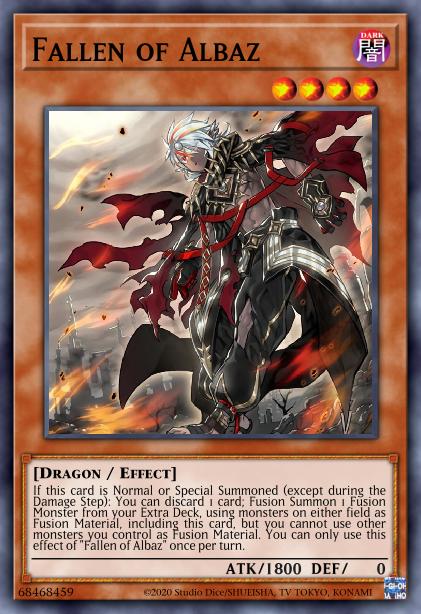 Fallen of Albaz
DARK
闇
[Dragon / Effect]
If this card is Normal or Special Summoned (except during the
Damage Step): You can discard 1 card; Fusion Summon 1 Fusion
Monster from your Extra Deck, using monsters on either field as
Fusion Material, including this card, but you cannot use other
monsters you control as Fusion Material. You can only use this
effect of "Fallen of Albaz" once per turn.
ATK/1800 DEF/ 0
68468459 ©2020 Studio Dice/SHUEISHA, TV TOKYO, KONAMI